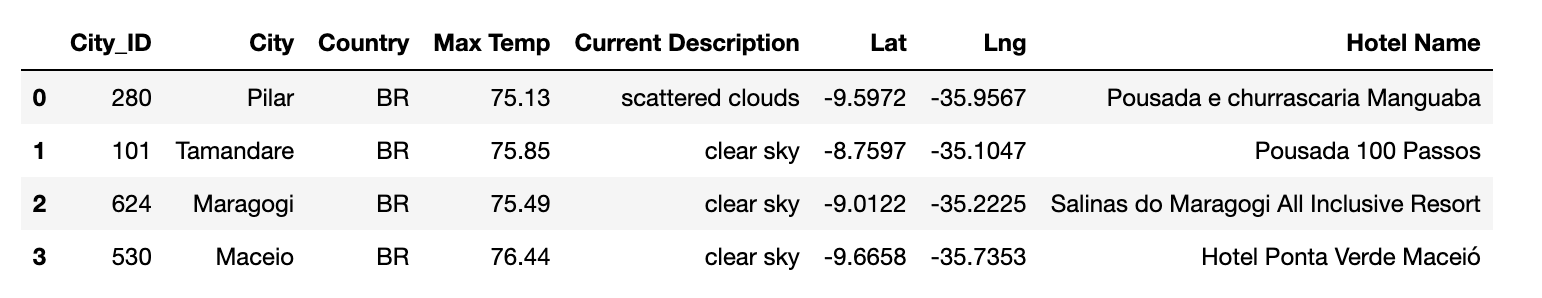 City_ID City Country Max Temp Current Description Lat Lng Hotel Name
0 280 Pilar BR 75.13 scattered clouds -9.5972 -35.9567 Pousada e churrascaria Manguaba
1 101 Tamandare BR 75.85 clear sky -8.7597 -35.1047 Pousada 100 Passos
2 624 Maragogi BR 75.49 clear sky -9.0122 -35.2225 Salinas do Maragogi All Inclusive Resort
3 530 Maceio BR 76.44 clear sky -9.6658 -35.7353 Hotel Ponta Verde Maceió